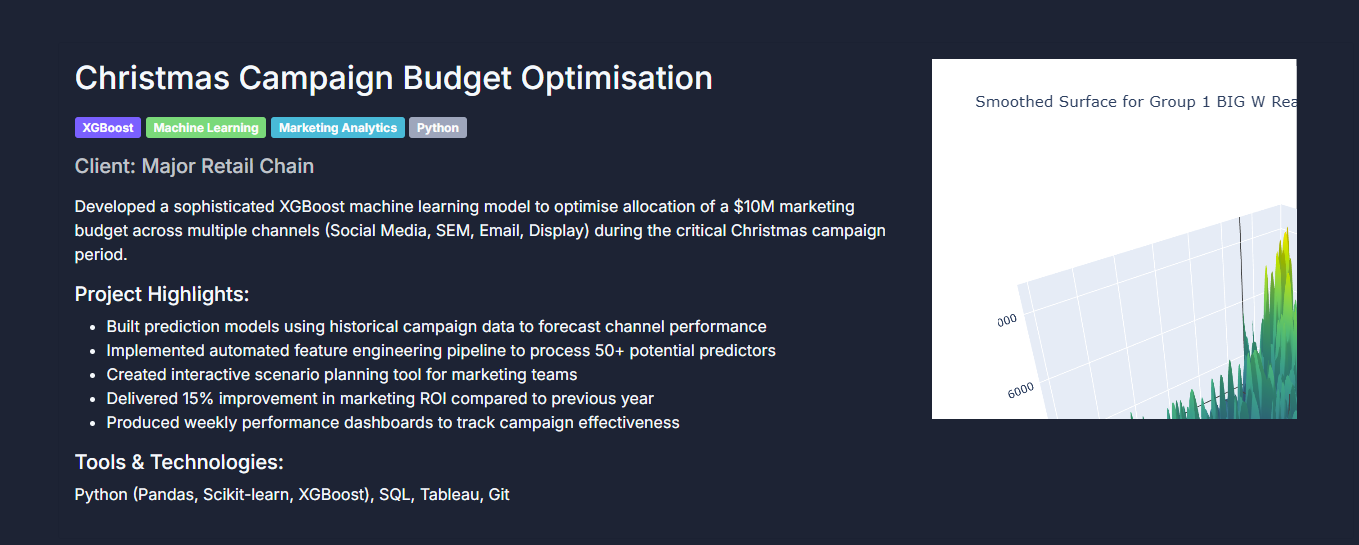 Christmas Campaign Budget Optimisation
XGBoost Machine Learning Marketing Analytics Python
Client: Major Retail Chain
Developed a sophisticated XGBoost machine learning model to optimise allocation of a $10M marketing
budget across multiple channels (Social Media, SEM, Email, Display) during the critical Christmas campaign
period.
Project Highlights:
• Built prediction models using historical campaign data to forecast channel performance
• Implemented automated feature engineering pipeline to process 50+ potential predictors
• Created interactive scenario planning tool for marketing teams
• Delivered 15% improvement in marketing ROI compared to previous year
• Produced weekly performance dashboards to track campaign effectiveness
Tools & Technologies:
Python (Pandas, Scikit-learn, XGBoost), SQL, Tableau, Git
Smoothed Surface for Group 1 BIG W Rea
000
6000